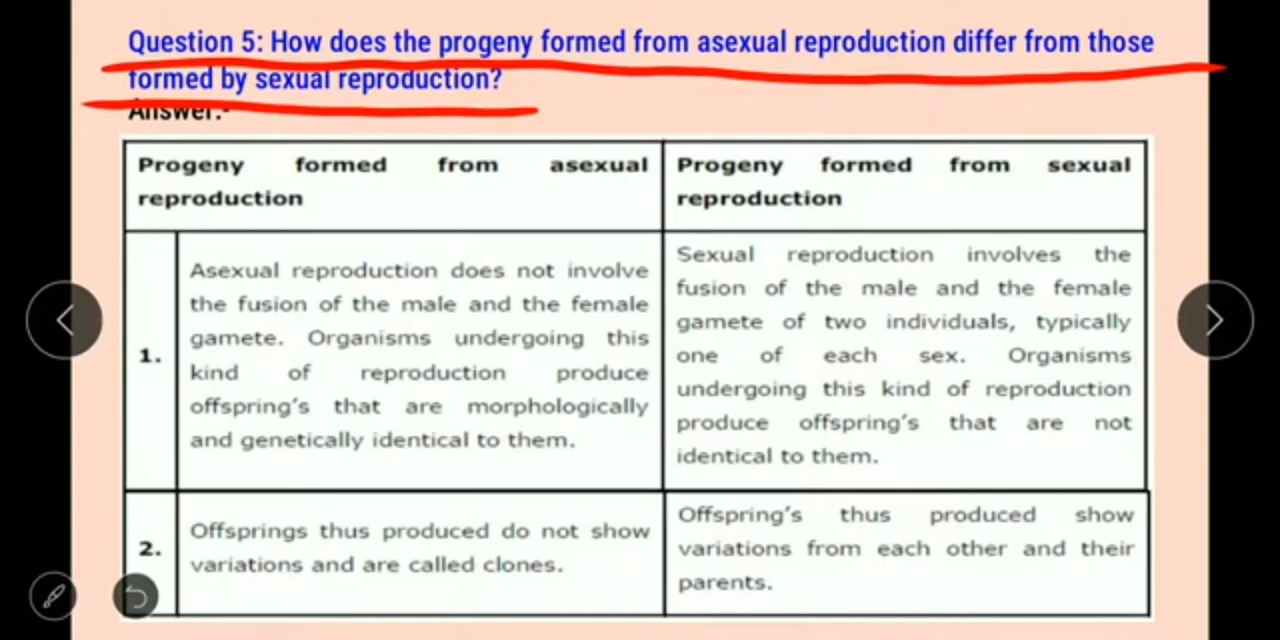 Question 5: How does the progeny formed from asexual reproduction differ from those
formed by sexual reproduction?
Answer:-
Progeny formed from asexual
reproduction
Progeny formed from sexual
reproduction
1.
Asexual reproduction does not involve
the fusion of the male and the female
gamete. Organisms undergoing this
kind of reproduction produce
offspring's that are morphologically
and genetically identical to them.
Sexual reproduction involves the
fusion of the male and the female
gamete of two individuals, typically
one of each sex. Organisms
undergoing this kind of reproduction
produce offspring's that are not
identical to them.
2.
Offsprings thus produced do not show
variations and are called clones.
Offspring's thus produced show
variations from each other and their
parents.